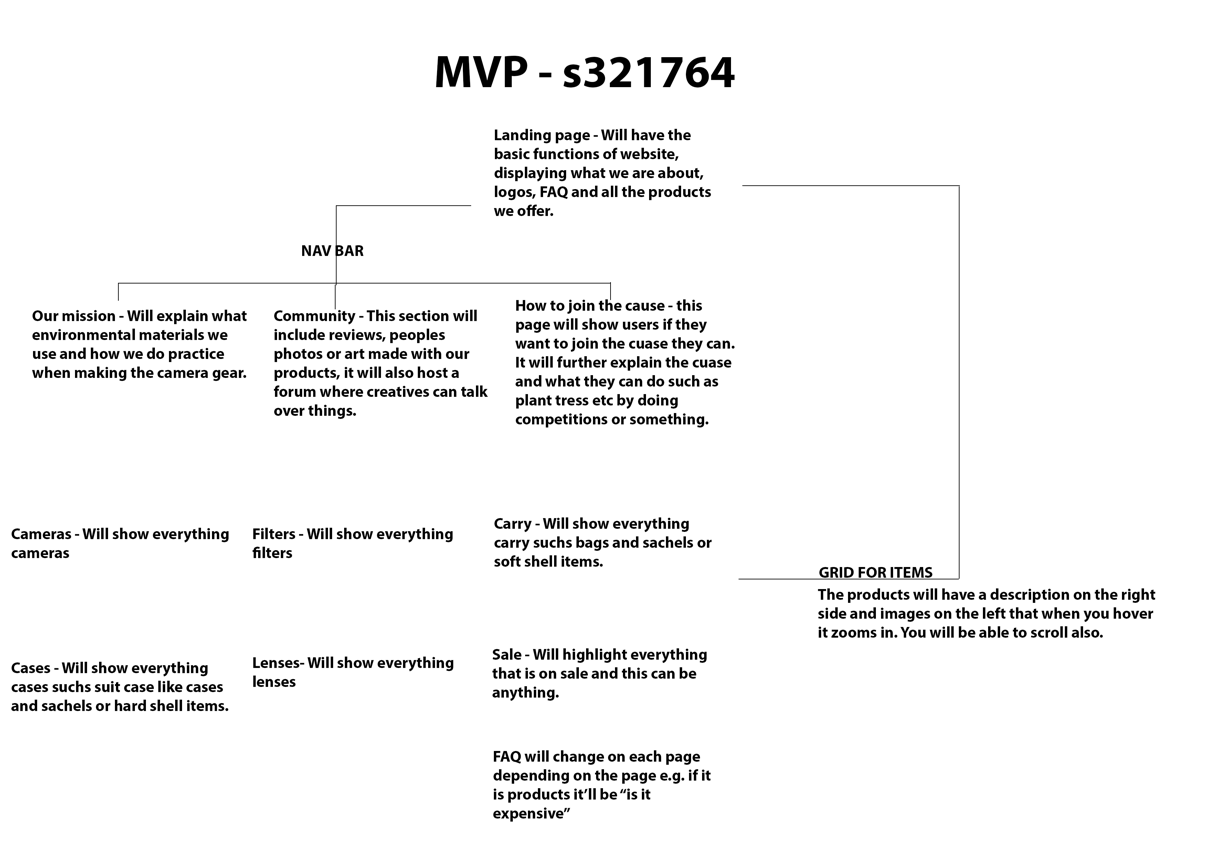 MVP - s321764
Landing page - Will have the
basic functions of website,
displaying what we are about,
logos, FAQ and all the products
we offer.
NAV BAR
Our mission - Will explain what
environmental materials we
use and how we do practice
when making the camera gear.
Community - This section will
include reviews, peoples
photos or art made with our
products, it will also host a
forum where creatives can talk
over things.
How to join the cause - this
page will show users if they
want to join the cuase they can.
It will further explain the cuase
and what they can do such as
plant tress etc by doing
competitions or something.
Cameras - Will show everything
cameras
Filters - Will show everything
filters
Carry - Will show everything
carry suchs bags and sachels or
soft shell items.
GRID FOR ITEMS
The products will have a description on the right
side and images on the left that when you hover
it zooms in. You will be able to scroll also.
Cases - Will show everything
cases suchs suit case like cases
and sachels or hard shell items.
Lenses- Will show everything
lenses
Sale - Will highlight everything
that is on sale and this can be
anything.
FAQ will change on each page
depending on the page e.g. if it
is products it’ll be “is it
expensive”